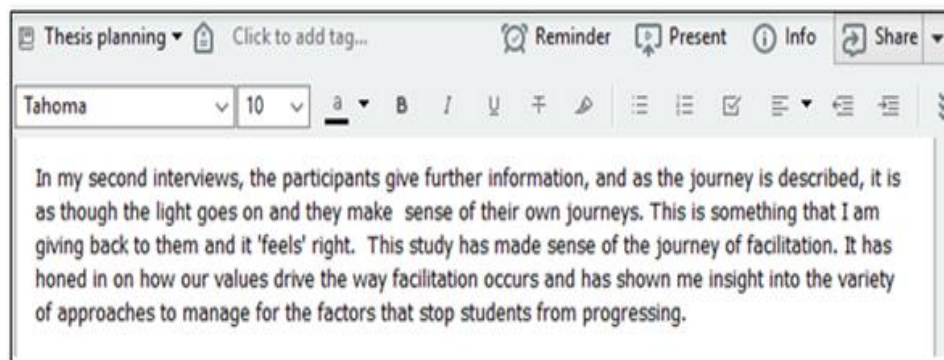 Thesis planning Click to add tag... Reminder Present Info Share
Tahoma 10 a B I U T
In my second interviews, the participants give further information, and as the journey is described, it is
as though the light goes on and they make  sense of their own journeys. This is something that I am
giving back to them and it 'feels' right.  This study has made sense of the journey of facilitation. It has
honed in on how our values drive the way facilitation occurs and has shown me insight into the variety
of approaches to manage for the factors that stop students from progressing.